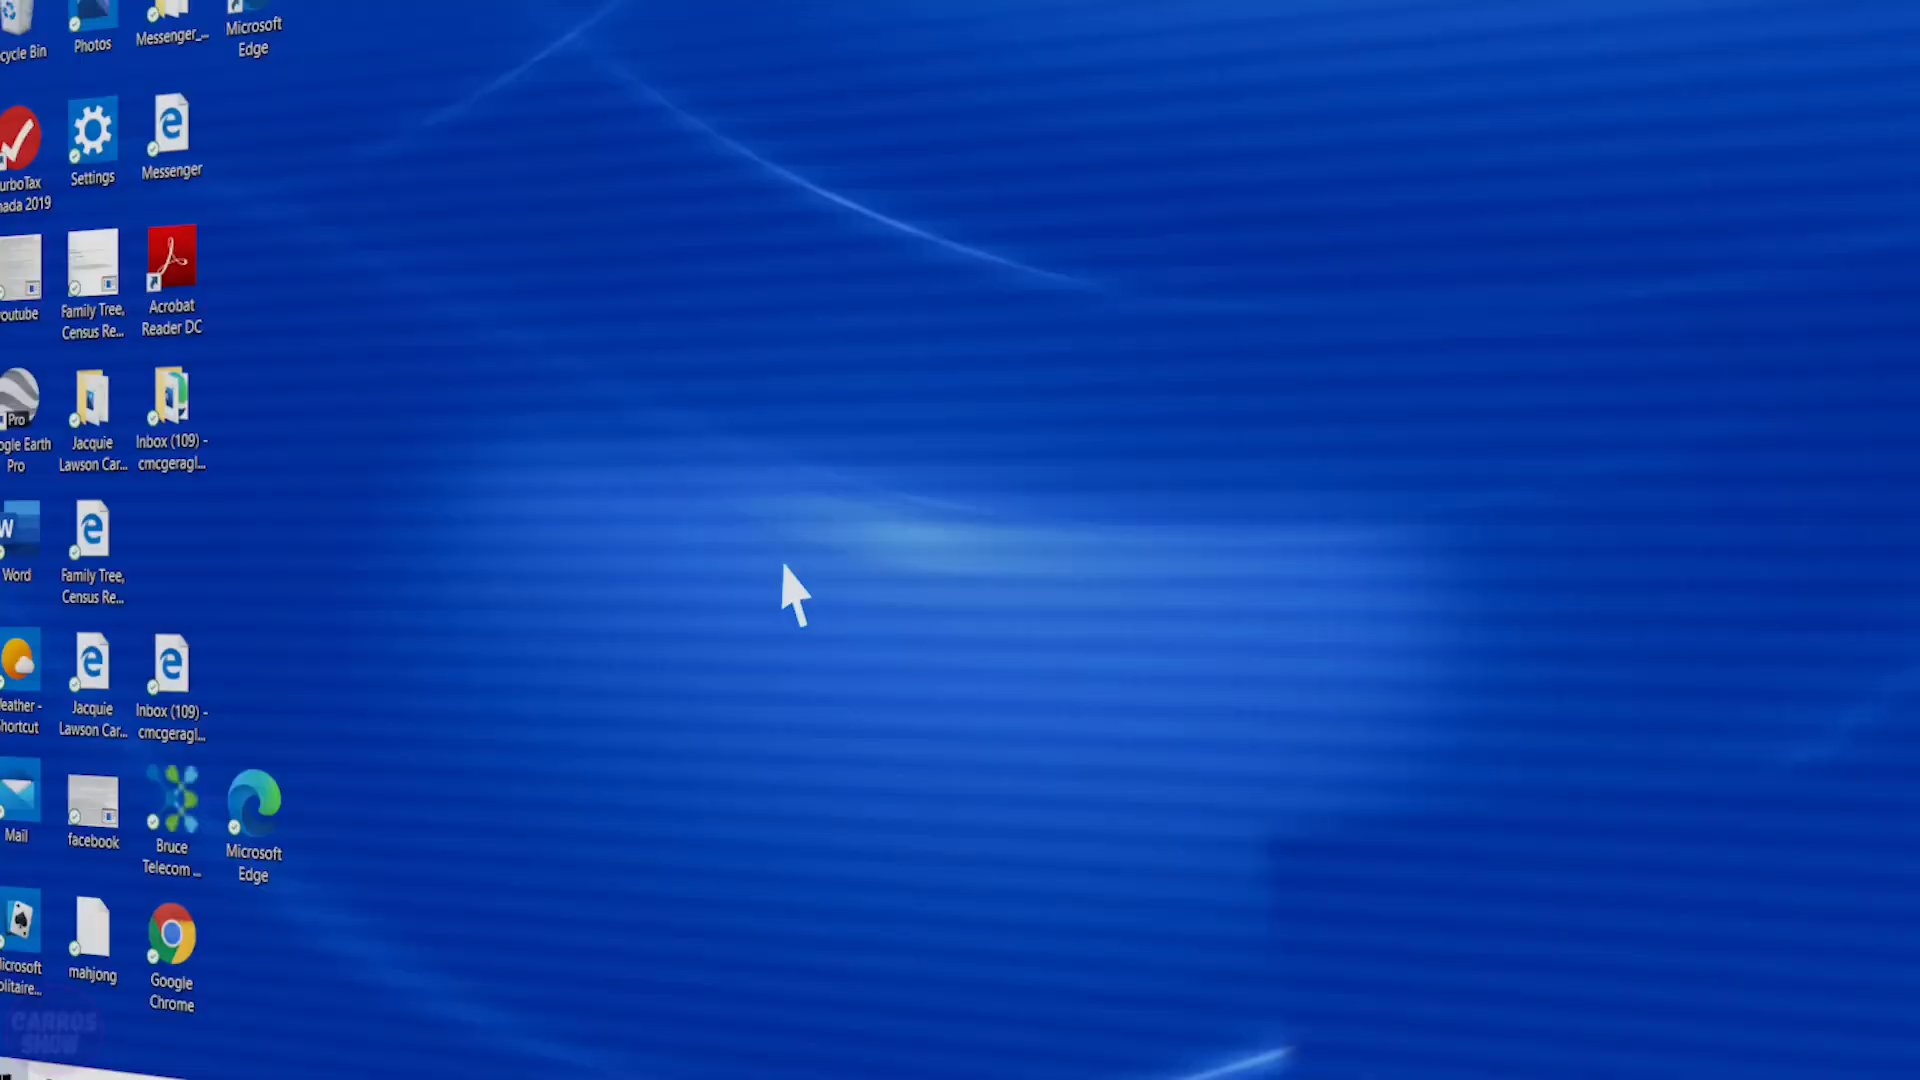 cycle Bin
Photos
Messenger_...
Microsoft
Edge
urboTax
nada 2019
Settings
Messenger
outube
Family Tree,
Census Re...
Acrobat
Reader DC
Pro
ogle Earth
Pro
Jacquie
Lawson Car...
Inbox (109) -
cmcgeragl...
W
Word
Family Tree,
Census Re...
eather -
hortcut
Jacquie
Lawson Car...
Inbox (109) -
cmcgeragl...
Mail
facebook
Bruce
Telecom ...
Microsoft
Edge
icrosoft
olitaire...
mahjong
Google
Chrome
CARROS
SHOW